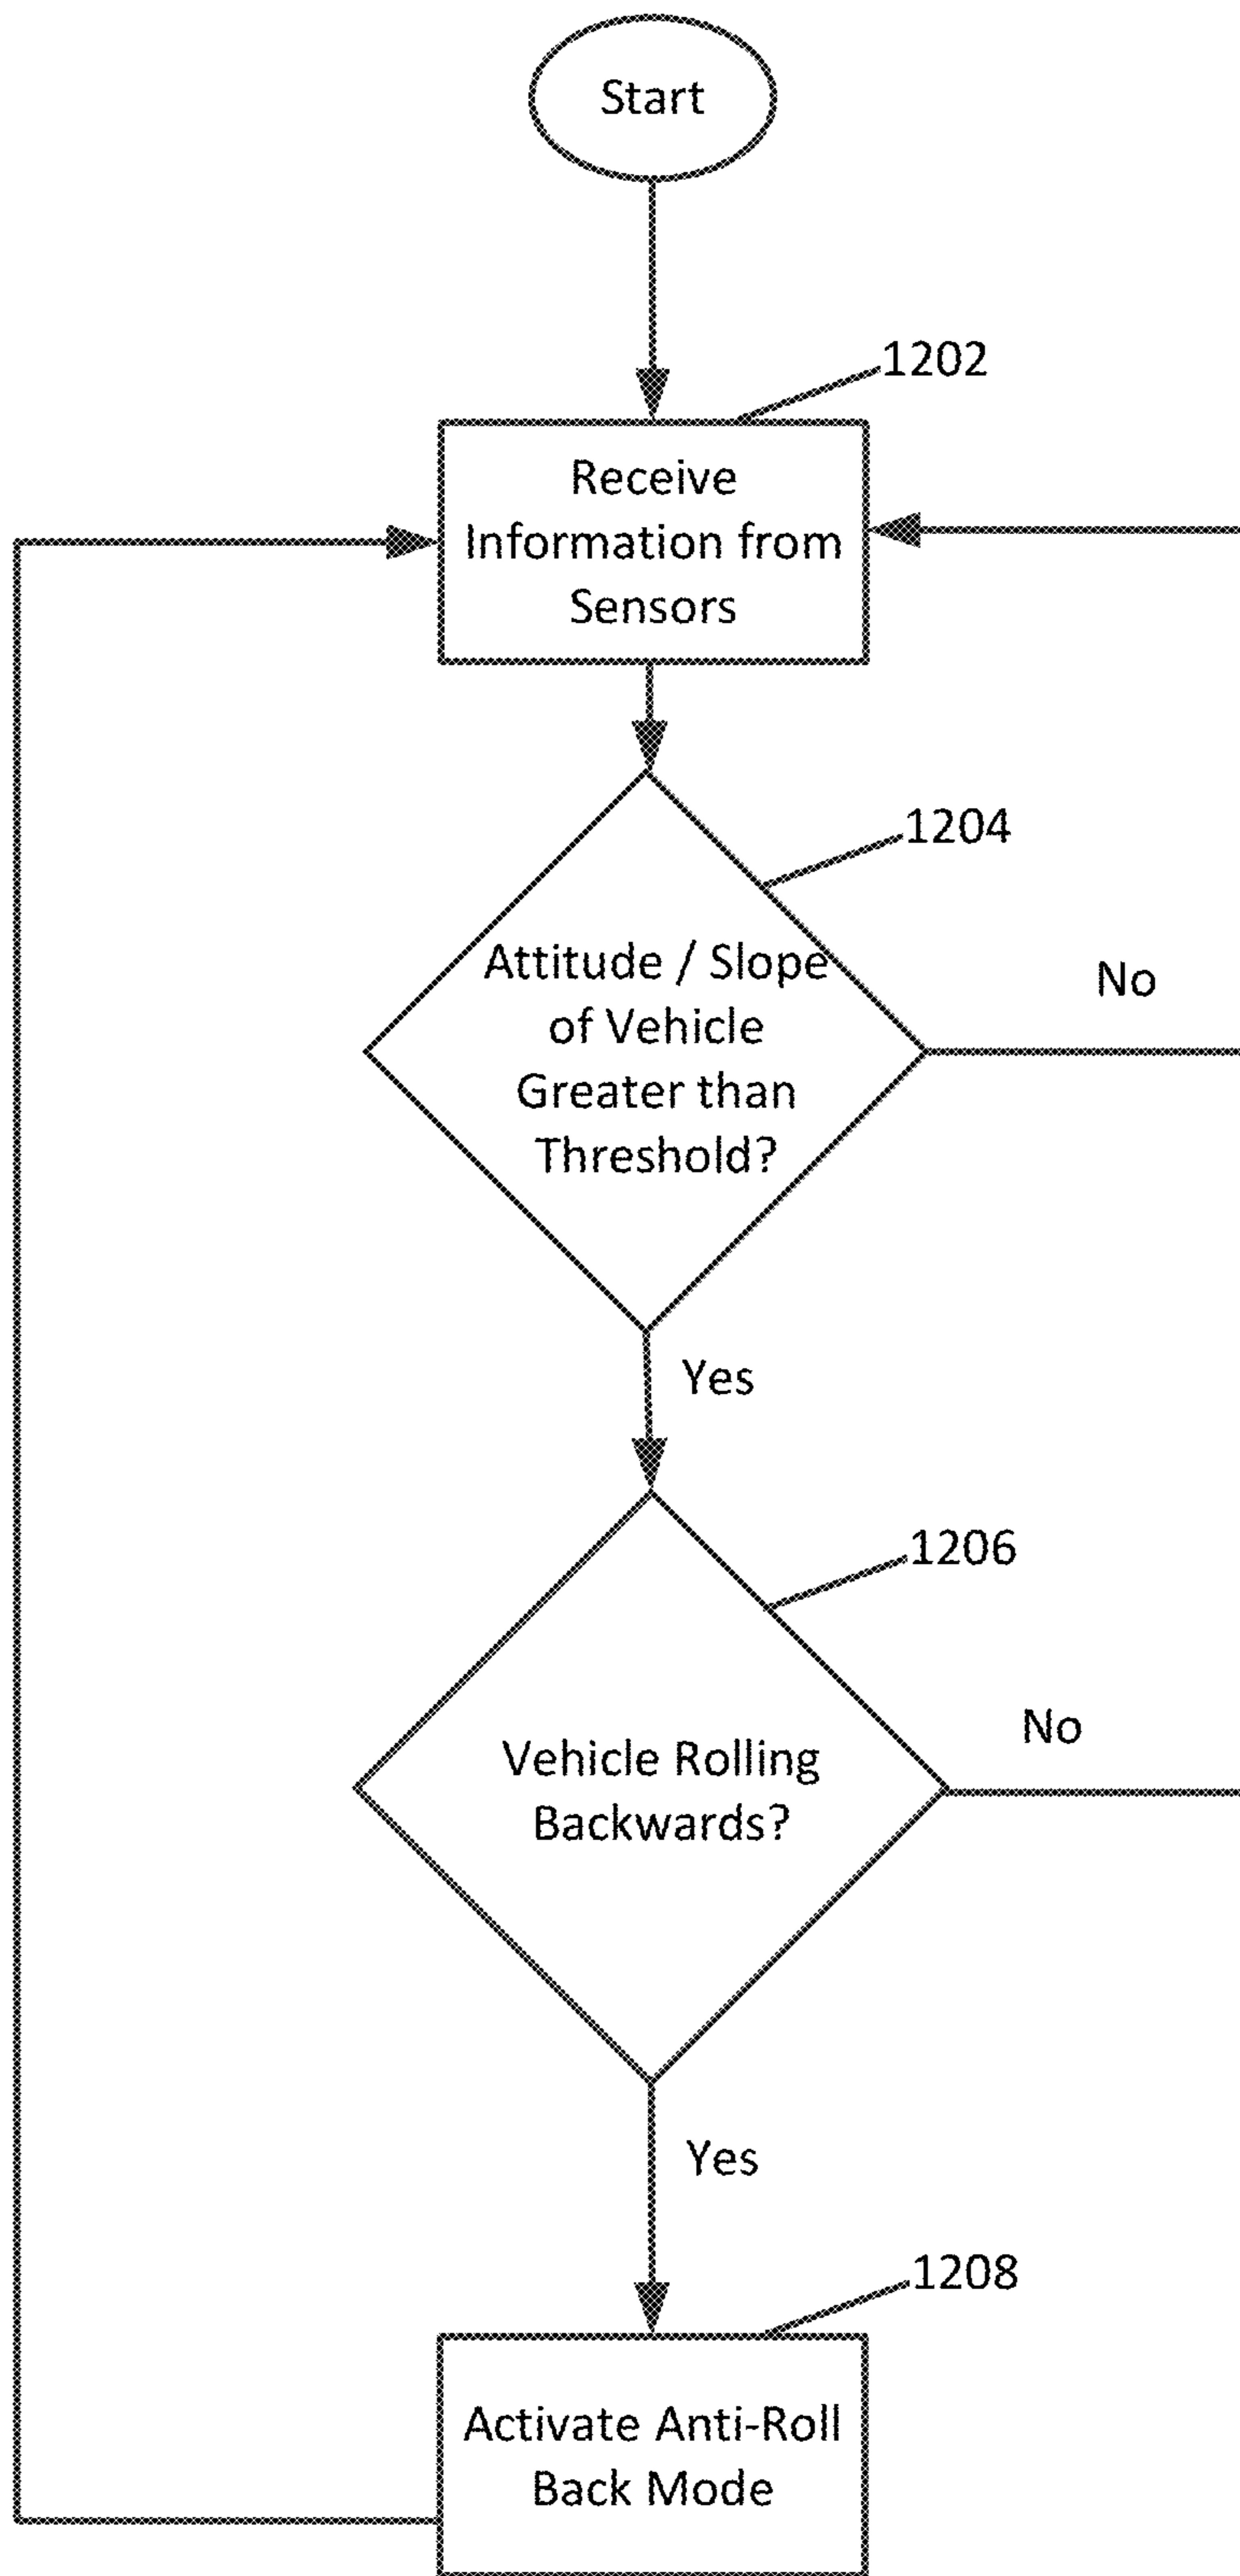 Start
1202
Receive
Information from
Sensors
1204
Attitude / Slope
of Vehicle
Greater than
Threshold?
No
Yes
1206
Vehicle Rolling
Backwards?
No
Yes
1208
Activate Anti-Roll
Back Mode